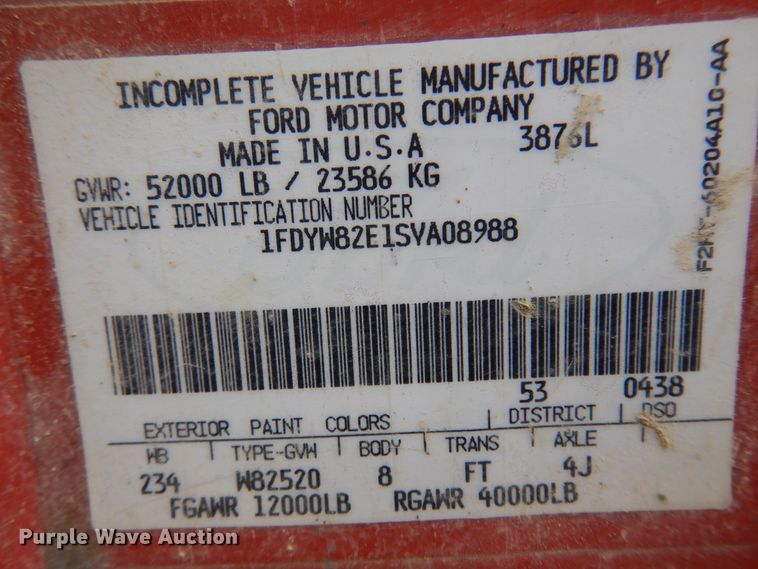 INCOMPLETE VEHICLE MANUFACTURED BY
FORD MOTOR COMPANY
MADE IN U.S.A 3876L
GVWR: 52000 LB / 23586 KG
VEHICLE IDENTIFICATION NUMBER
1FDYW82E1SVA08988
53 0438
EXTERIOR PAINT COLORS DISTRICT DSO
WB TYPE-GVW BODY TRANS AXLE
234 W82520 8 FT 4J
FGAWR 12000LB RGAWR 40000LB
Purple Wave Auction